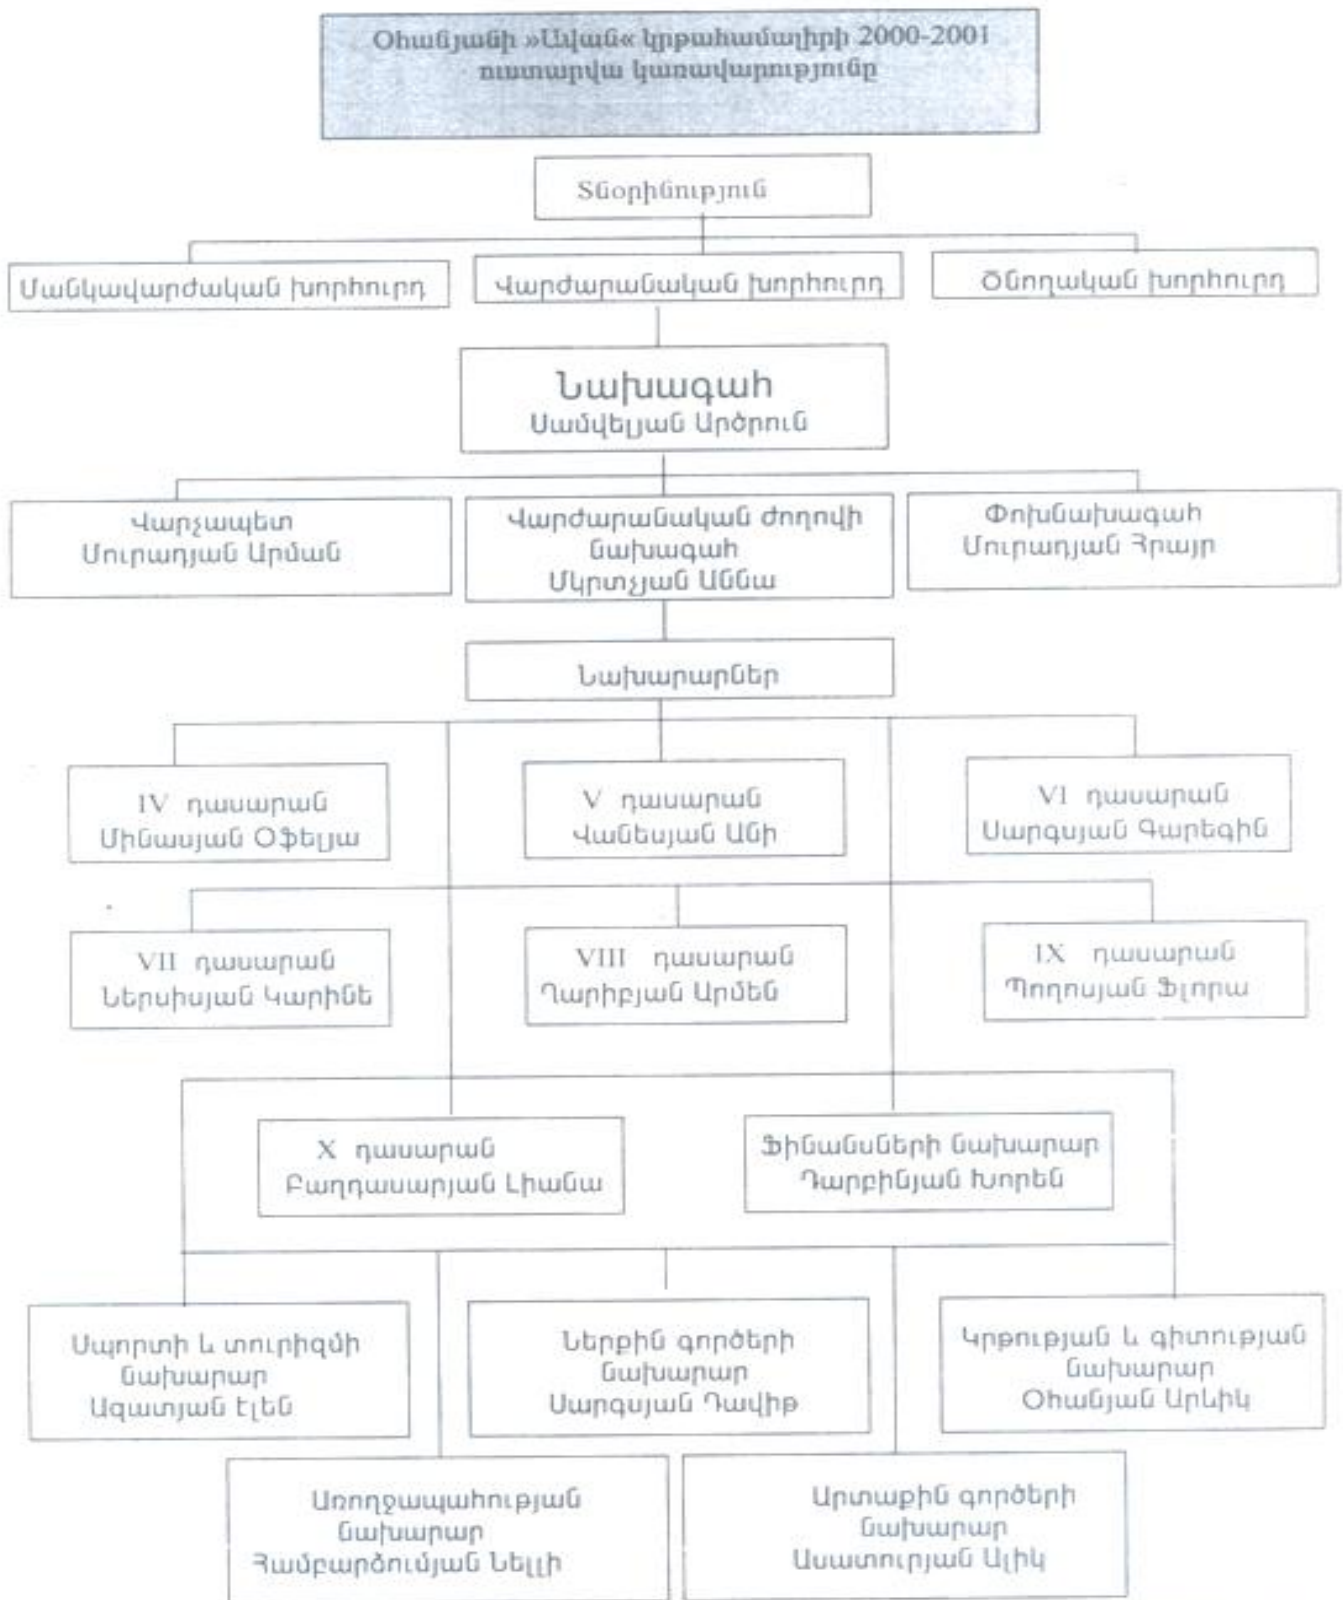 Օհանյանի »Ավան« կրթահամալիրի 2000-2001
ուստարվա կառավարությունը
Տնօրինություն
Մանկավարժական խորհուրդ
Վարժարանական խորհուրդ
Ծնողական խորհուրդ
Նախագահ
Սամվելյան Արծրուն
Վարչապետ
Մուրադյան Արման
Վարժարանական ժողովի
նախագահ
Մկրտչյան Աննա
Փոխնախագահ
Մուրադյան Հրայր
Նախարարներ
IV դասարան
Մինասյան Օֆելյա
V դասարան
Վանեսյան Անի
VI դասարան
Սարգսյան Գարեգին
VII դասարան
Ներսիսյան Կարինե
VIII դասարան
Ղարիբյան Արմեն
IX դասարան
Պողոսյան Ֆլորա
X դասարան
Բաղդասարյան Լիանա
Ֆինանսների նախարար
Դարբինյան Խորեն
Սպորտի և տուրիզմի
նախարար
Ազատյան Էլեն
Ներքին գործերի
նախարար
Սարգսյան Դավիթ
Կրթության և գիտության
նախարար
Օհանյան Արևիկ
Առողջապահության
նախարար
Համբարձումյան Նելլի
Արտաքին գործերի
նախարար
Ասատուրյան Ալիկ